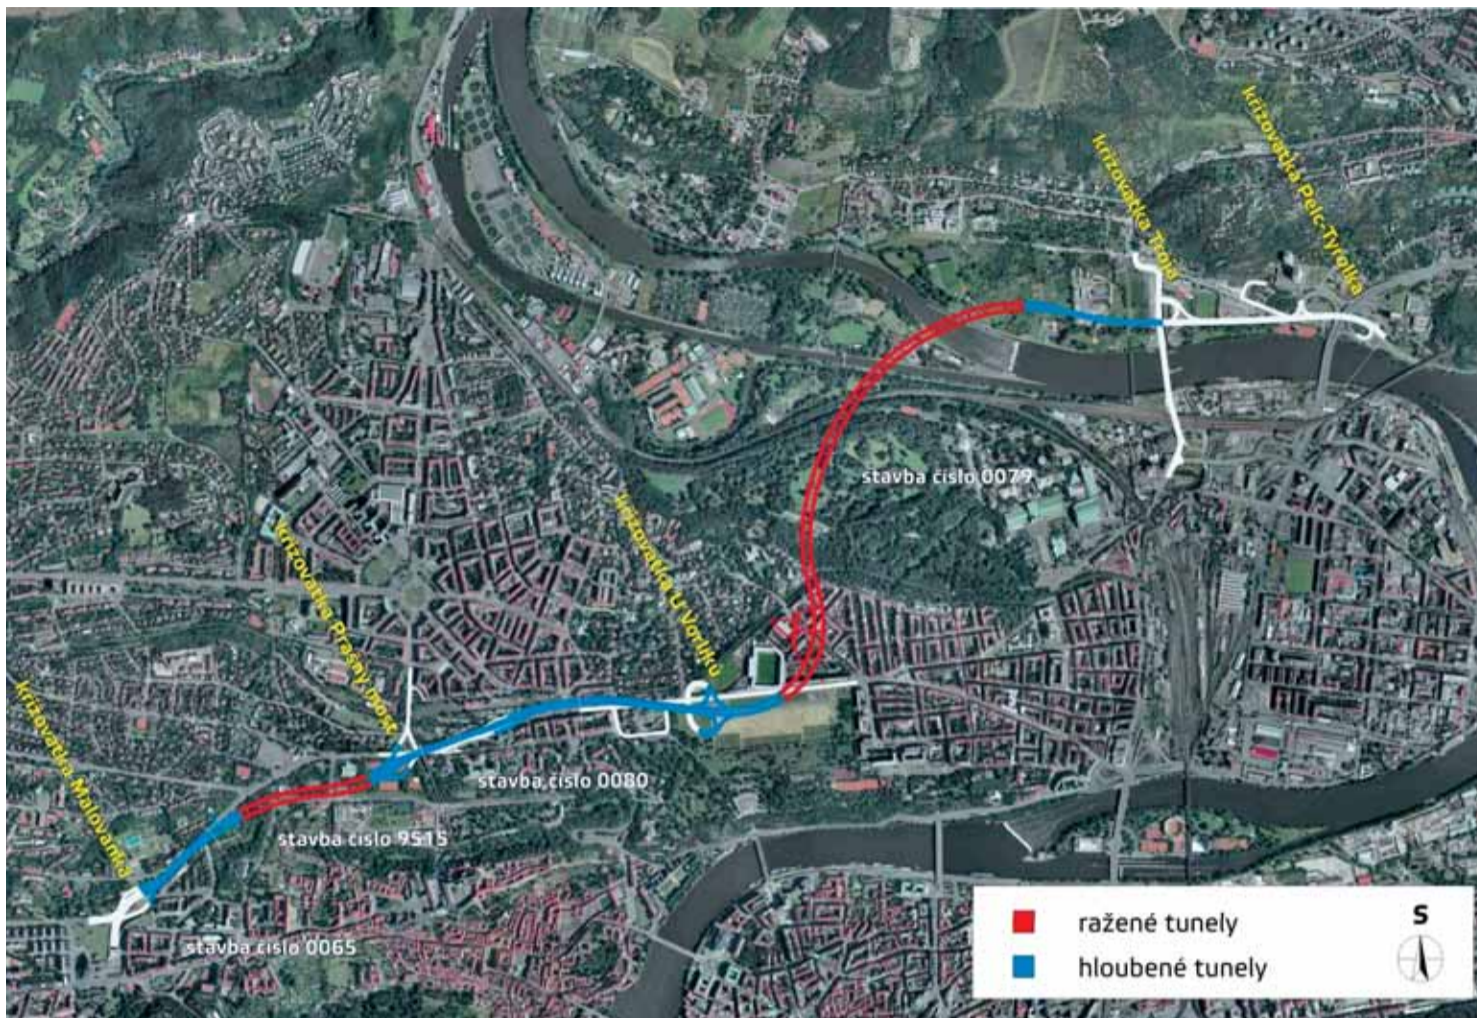 křižovatka Pelc-Tyrolka
křižovatka Troja
stavba číslo 0079
křižovatka U Vorlíků
křižovatka Prašný most
křižovatka Malovanka
stavba číslo 0080
stavba číslo 9515
stavba číslo 0065
S
ražené tunely
hloubené tunely